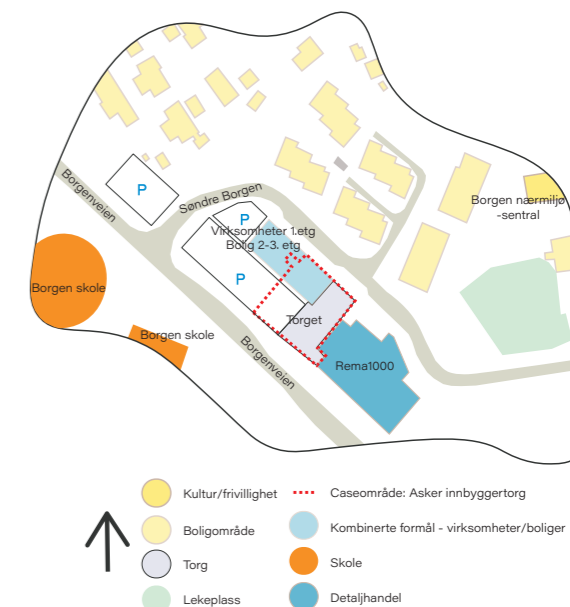 P
Borgenveien
Søndre Borgen
P
Virksomheter 1.etg
Bolig 2-3. etg
P
Borgen nærmiljø
-sentral
Borgen skole
Borgen skole
Torget
Borgenveien
Rema1000
Kultur/frivillighet
Caseområde: Asker innbyggertorg
Boligområde
Kombinerte formål - virksomheter/boliger
Torg
Skole
Lekeplass
Detaljhandel